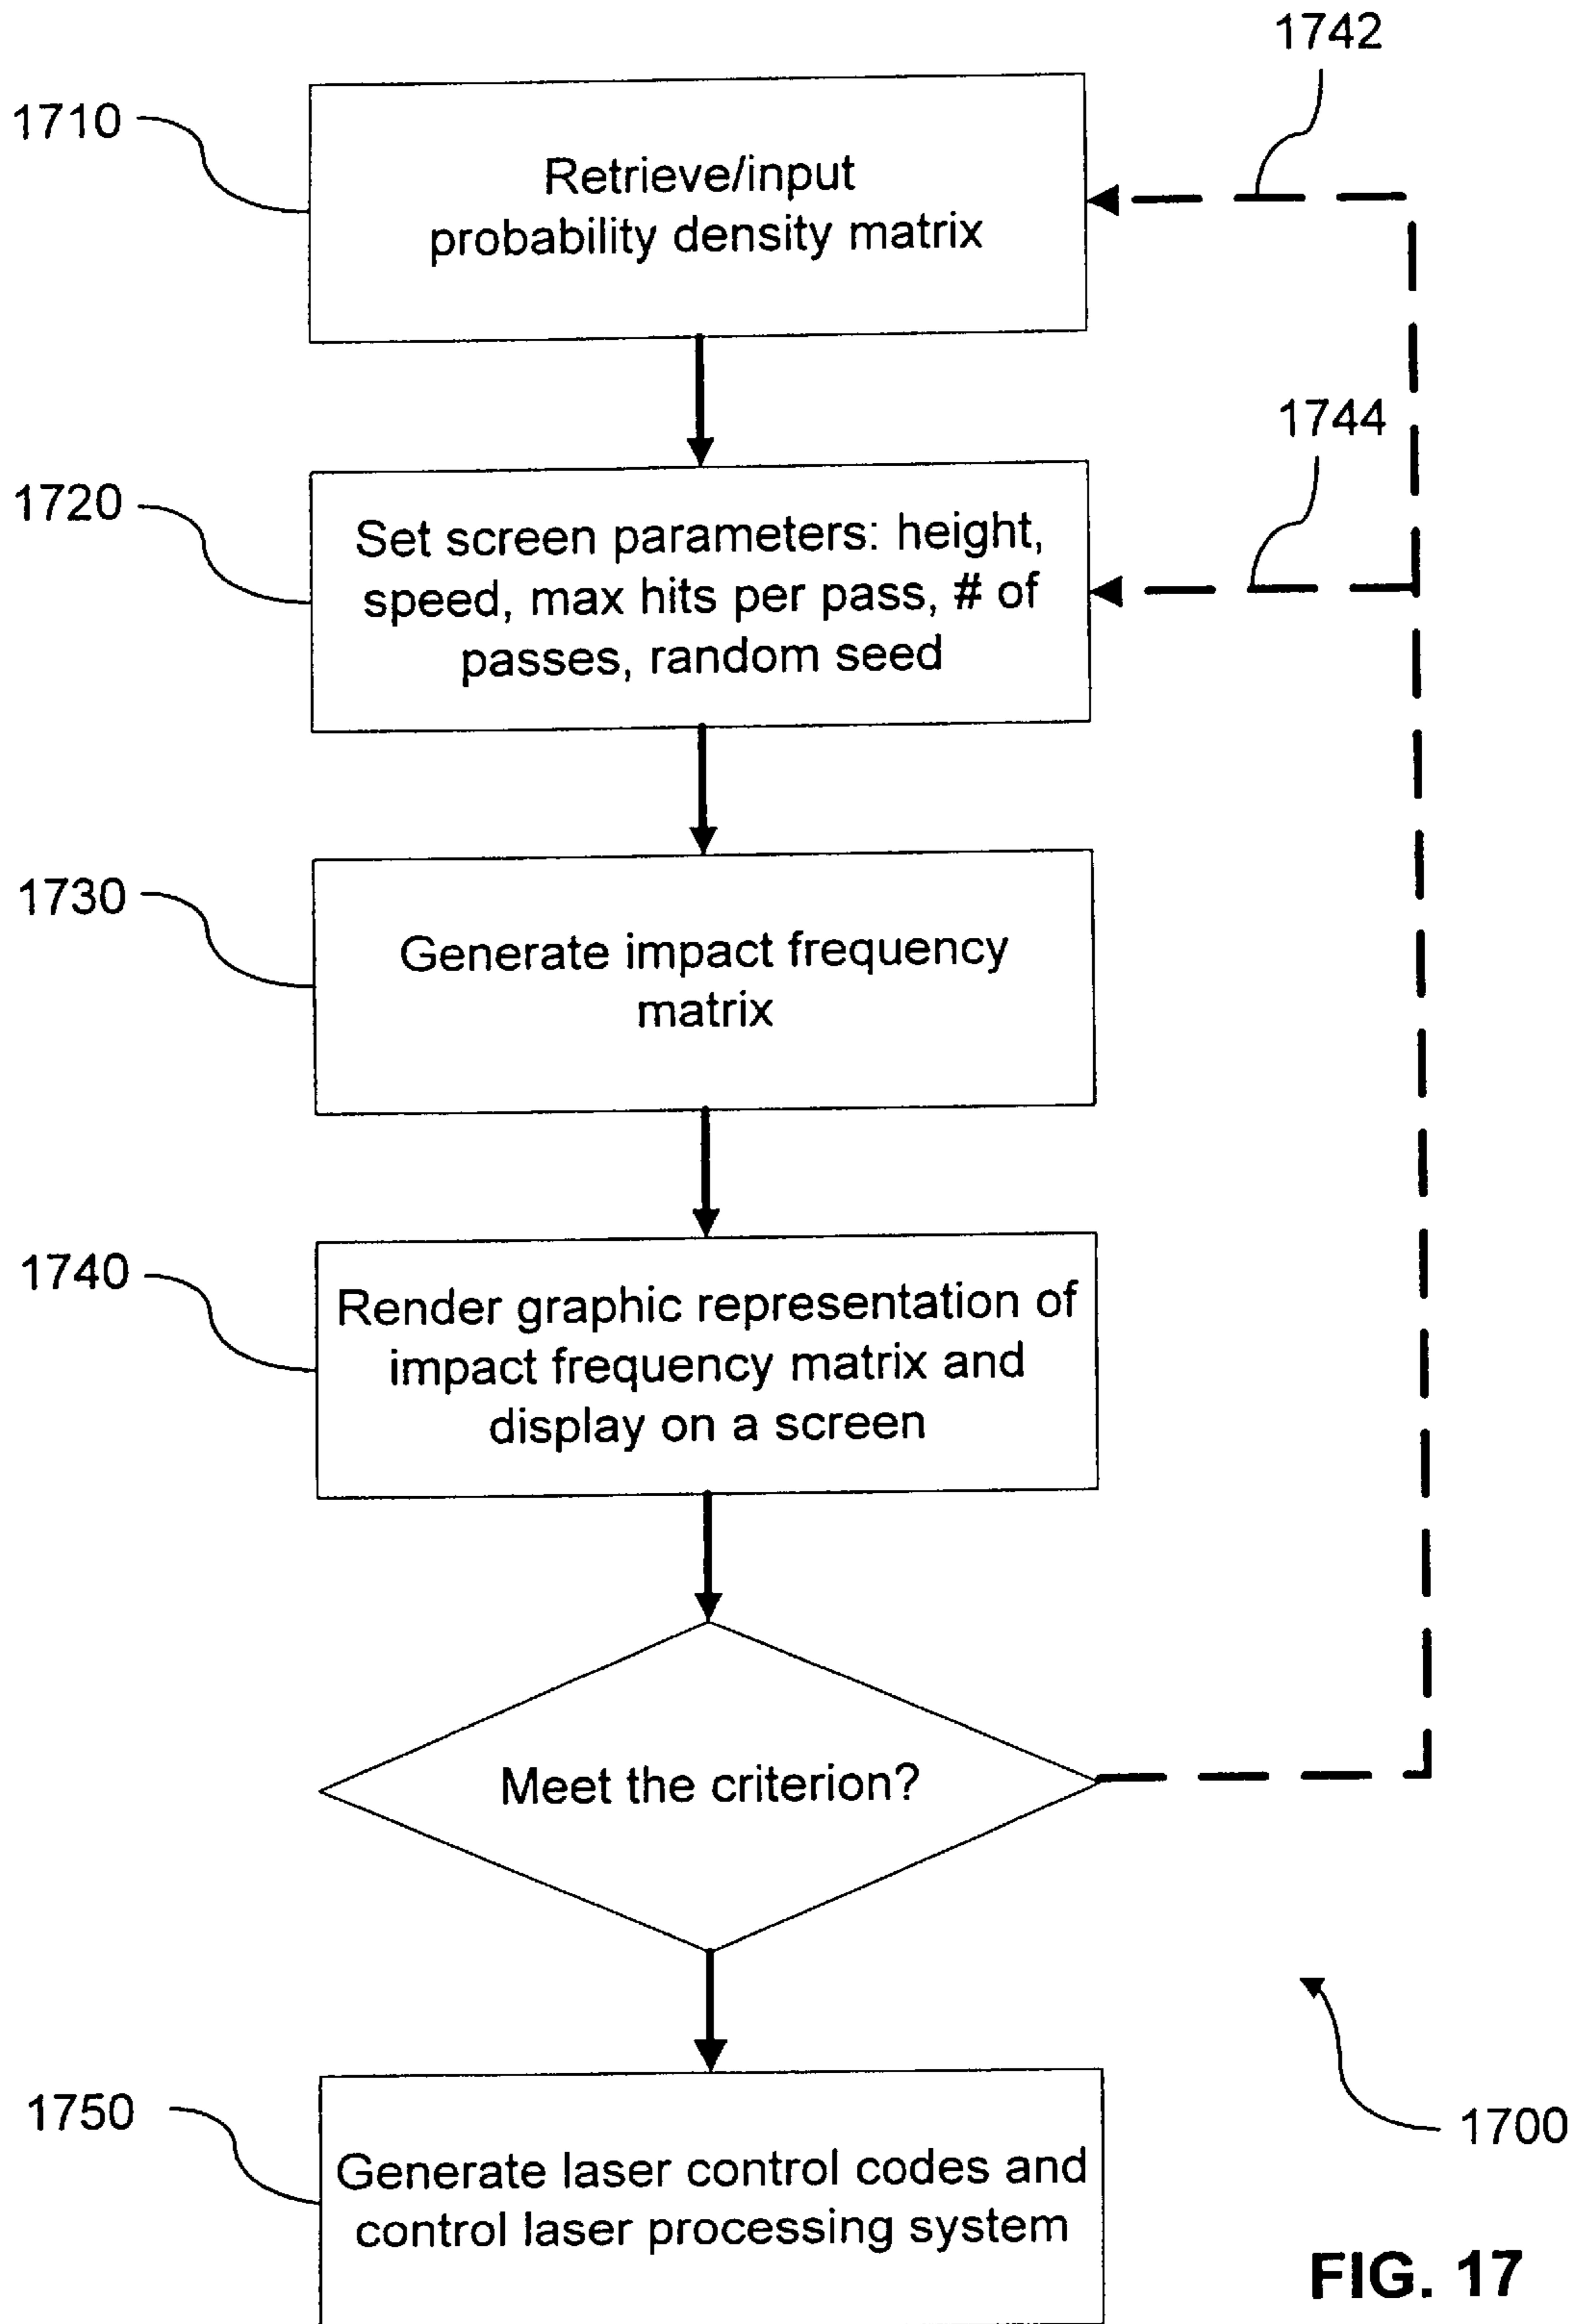 1742
1710
Retrieve/input
probability density matrix
1744
1720
Set screen parameters: height,
speed, max hits per pass, # of
passes, random seed
1730
Generate impact frequency
matrix
1740
Render graphic representation of
impact frequency matrix and
display on a screen
Meet the criterion?
1750
1700
Generate laser control codes and
control laser processing system
FIG. 17